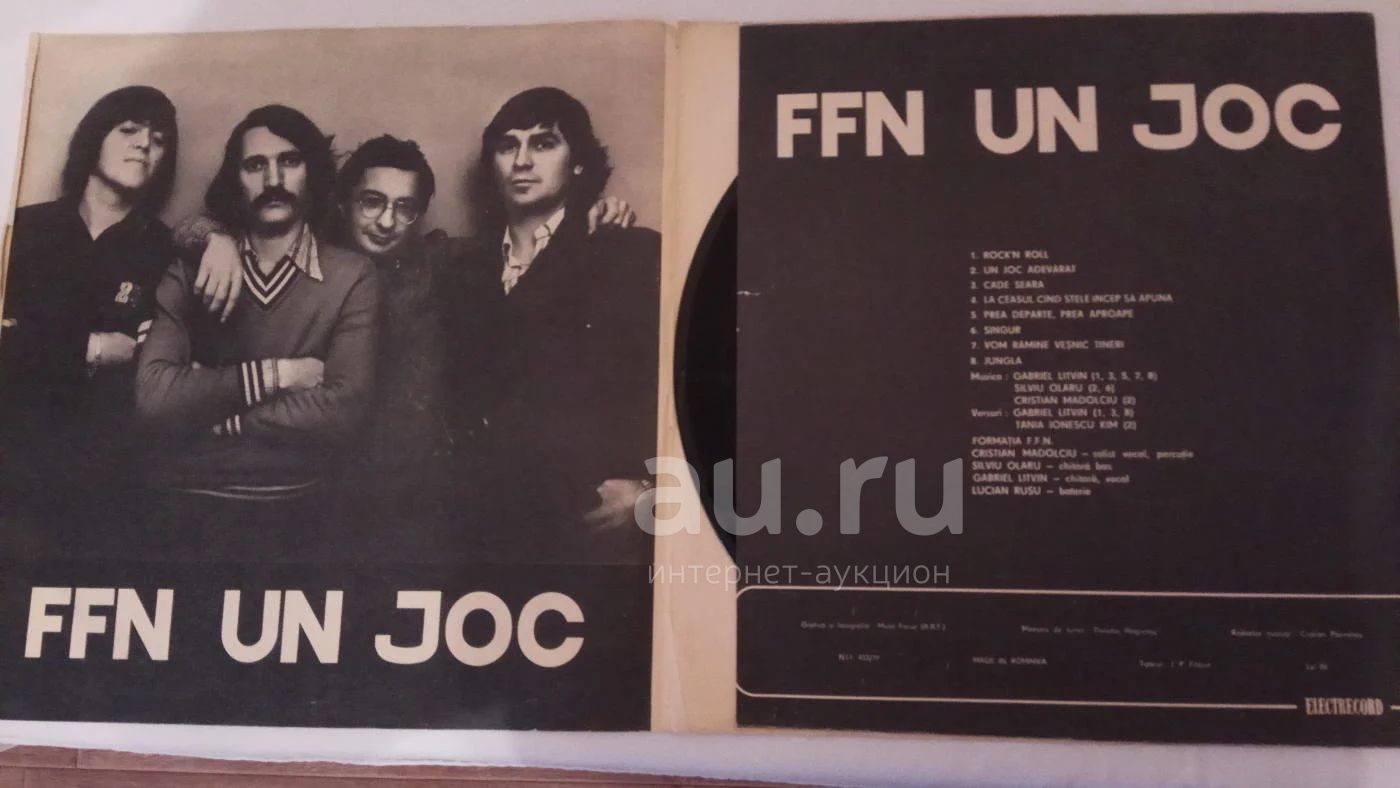 FFN UN JOC
FFN UN JOC
1. ROCK'N ROLL
2. UN JOC ADEVARAT
3. CADE SEARA
4. LA CEASUL CIND STELE INCEP SA APUNA
5. PREA DEPARTE, PREA APROAPE
6. SINGUR
7. VOM RAMINE VEȘNIC TINERI
8. JUNGLA
Muzica : GABRIEL LITVIN (1, 3, 5, 7, 8)
SILVIU OLARU (2, 6)
CRISTIAN MADOLCIU (2)
Versuri : GABRIEL LITVIN (1, 3, 8)
TANIA IONESCU KIM (2)
FORMAȚIA F.F.N.
CRISTIAN MADOLCIU — solist vocal, percuție
SILVIU OLARU — chitară bas
GABRIEL LITVIN — chitară, vocal
LUCIAN RUSU — baterie
au.ru
интернет-аукцион
MADE IN ROMANIA
ELECTRECORD